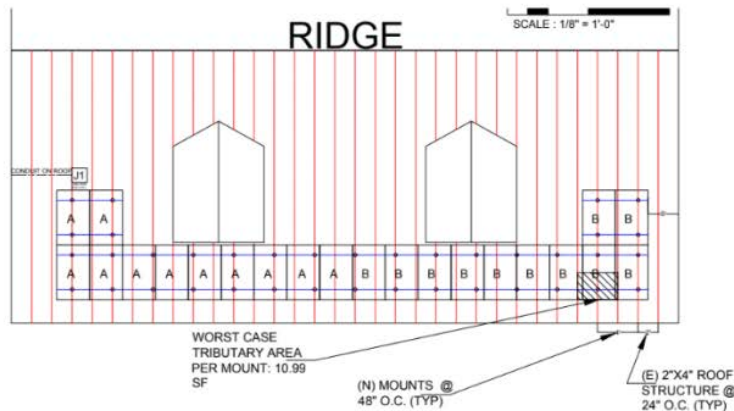 SCALE : 1/8" = 1'-0"
RIDGE
CONDUIT ON ROOF
J1
A A B B
A A A A A A A A A B B B B B B B B B
WORST CASE
TRIBUTARY AREA
PER MOUNT: 10.99
SF
(N) MOUNTS @
48" O.C. (TYP)
(E) 2"X4" ROOF
STRUCTURE @
24" O.C. (TYP)